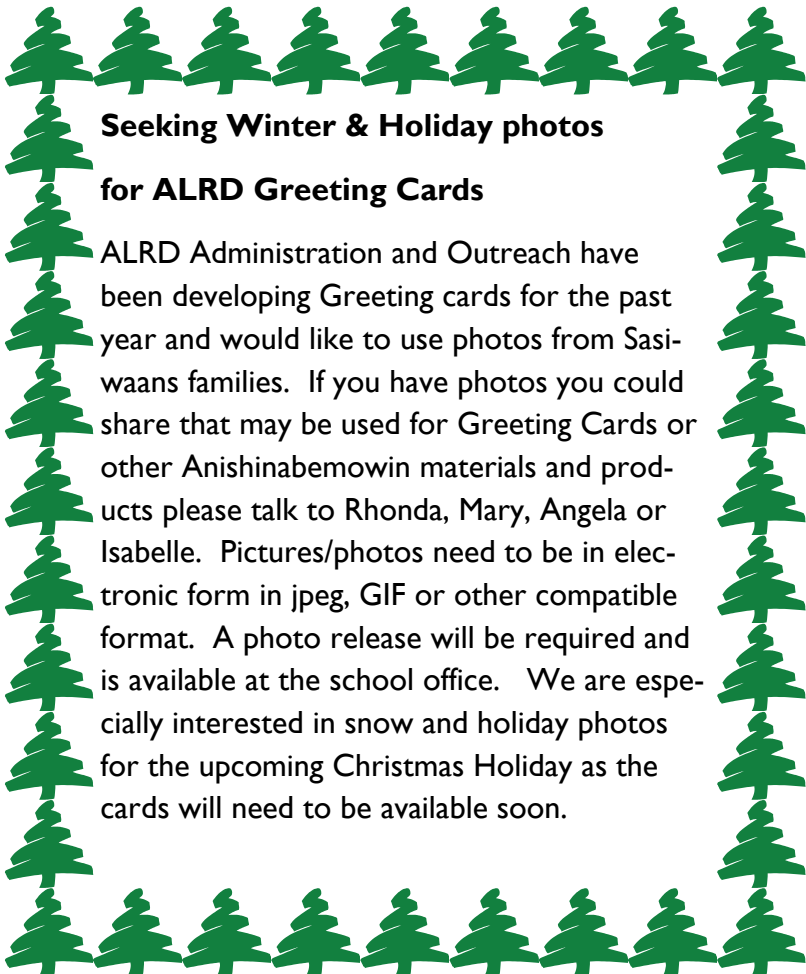 Seeking Winter & Holiday photos
for ALRD Greeting Cards
ALRD Administration and Outreach have
been developing Greeting cards for the past
year and would like to use photos from Sasi-
waans families.  If you have photos you could
share that may be used for Greeting Cards or
other Anishinabemowin materials and prod-
ucts please talk to Rhonda, Mary, Angela or
Isabelle.  Pictures/photos need to be in elec-
tronic form in jpeg, GIF or other compatible
format.  A photo release will be required and
is available at the school office.   We are espe-
cially interested in snow and holiday photos
for the upcoming Christmas Holiday as the
cards will need to be available soon.